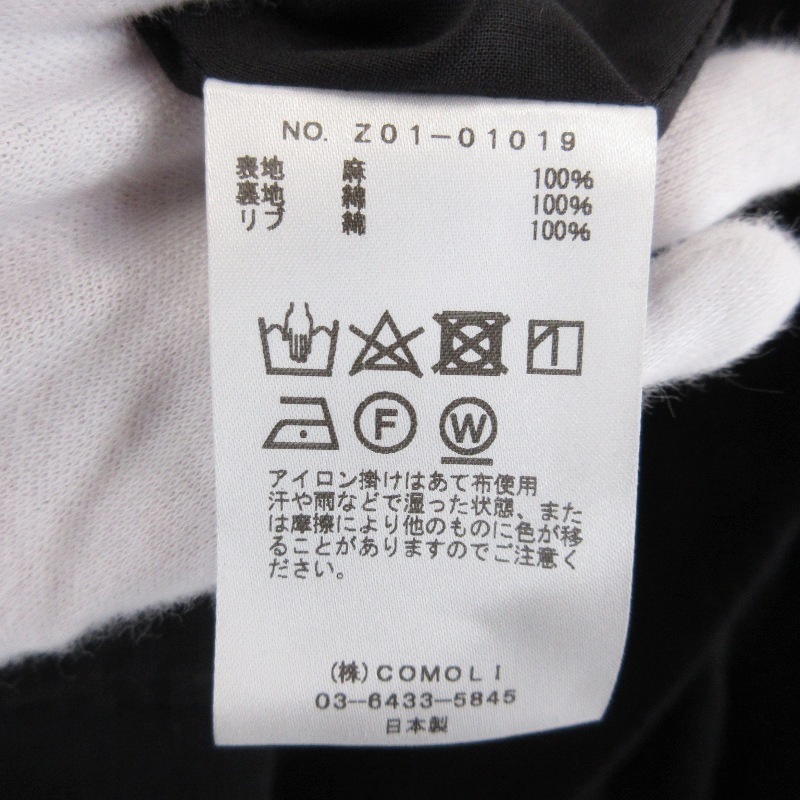 NO. Z01-01019
表地 麻 100%
裏地 綿 100%
リブ 綿 100%
F W
アイロン掛けはあて布使用
汗や雨などで湿った状態、また
は摩擦により他のものに色が移
ることがありますのでご注意く
ださい。
(株)COMOLI
03-6433-5845
日本製